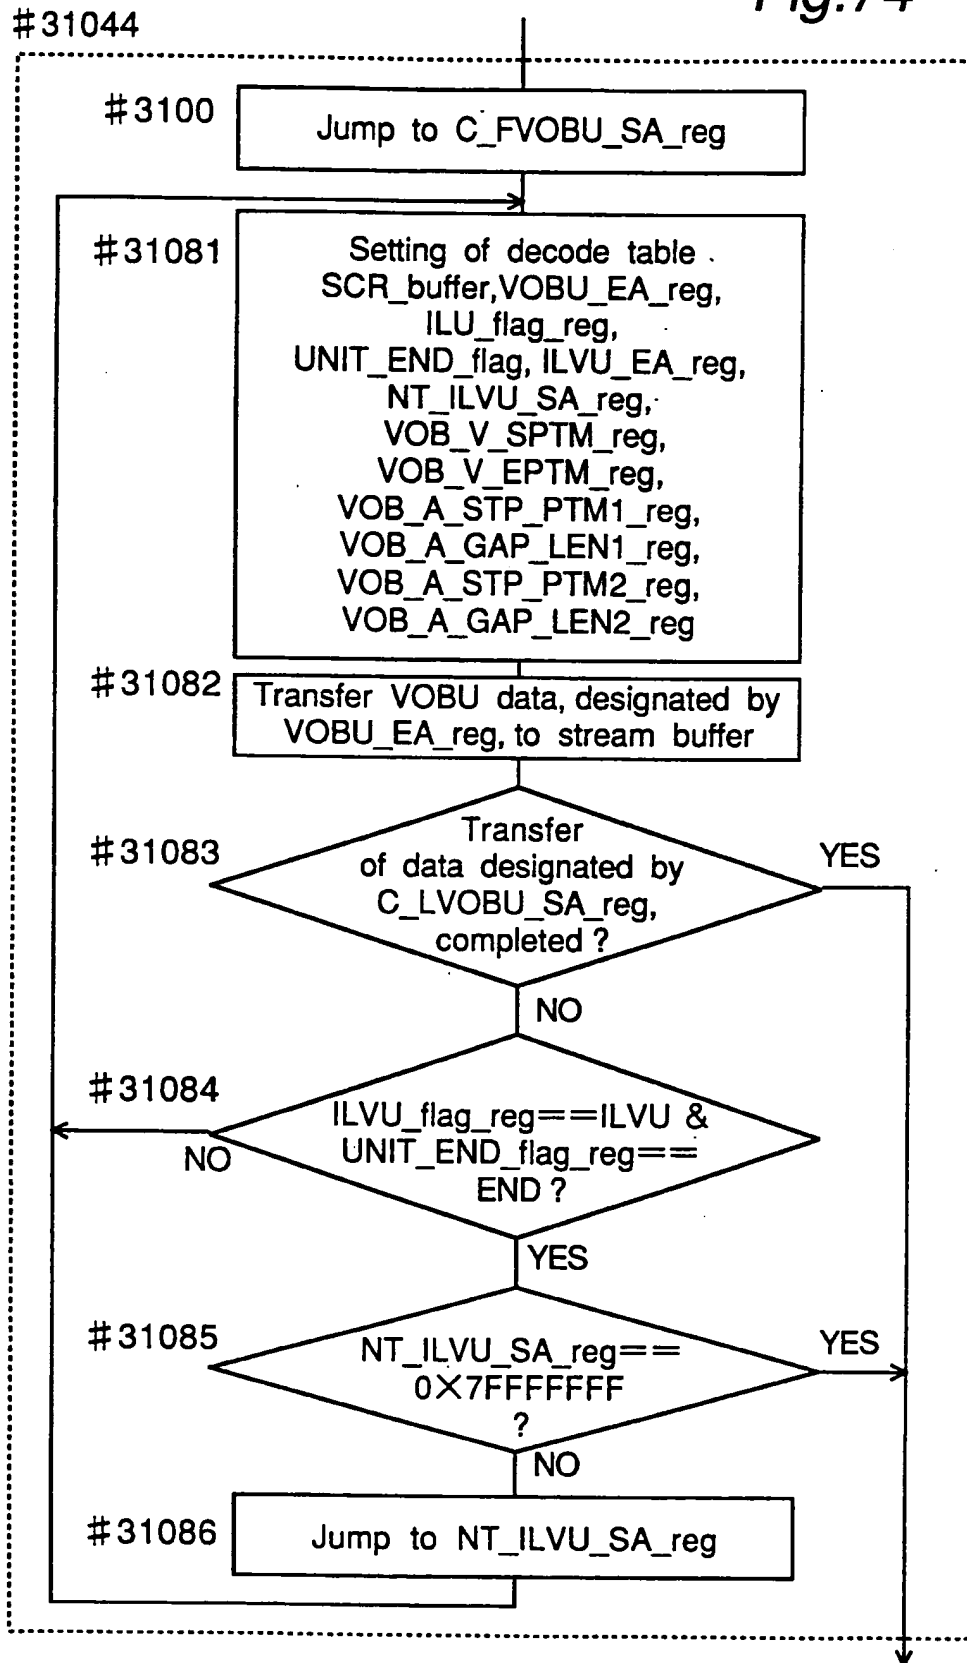 Fig.74
#31044
#3100
Jump to C_FVOBU_SA_reg
#31081
Setting of decode table
SCR_buffer,VOBU_EA_reg,
ILU_flag_reg,
UNIT_END_flag, ILVU_EA_reg,
NT_ILVU_SA_reg,
VOB_V_SPTM_reg,
VOB_V_EPTM_reg,
VOB_A_STP_PTM1_reg,
VOB_A_GAP_LEN1_reg,
VOB_A_STP_PTM2_reg,
VOB_A_GAP_LEN2_reg
#31082
Transfer VOBU data, designated by
VOBU_EA_reg, to stream buffer
#31083
Transfer
of data designated by
C_LVOBU_SA_reg,
completed ?
YES
NO
#31084
ILVU_flag_reg==ILVU &
UNIT_END_flag_reg==
END ?
NO
YES
#31085
NT_ILVU_SA_reg==
0X7FFFFFFF
?
YES
NO
#31086
Jump to NT_ILVU_SA_reg